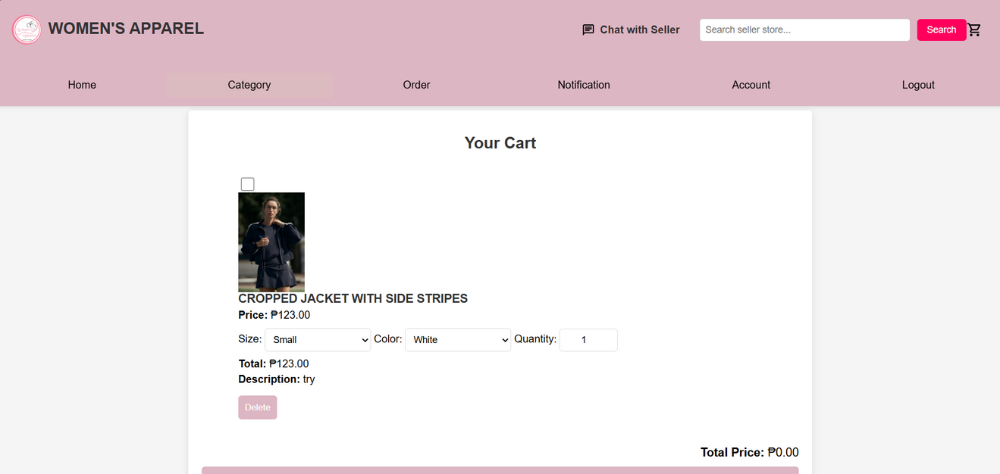 WOMEN'S APPAREL
Chat with Seller
Search seller store...
Search
Home Category Order Notification Account Logout
Your Cart
CROPPED JACKET WITH SIDE STRIPES
Price: ₱123.00
Size: Small Color: White Quantity: 1
Total: ₱123.00
Description: try
Delete
Total Price: ₱0.00